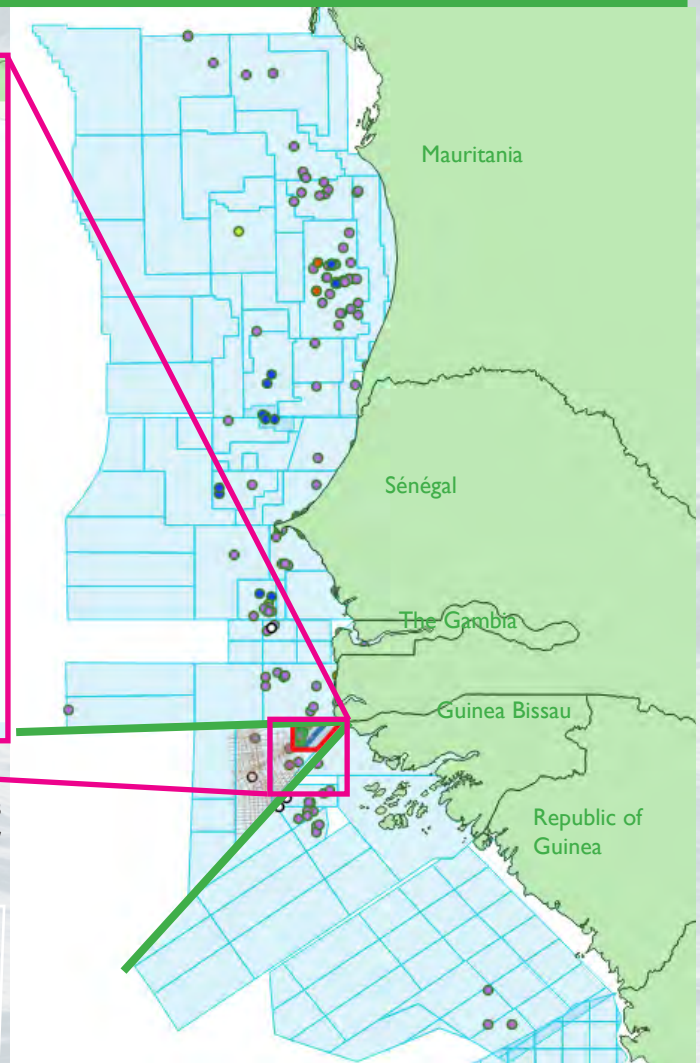 Mauritania
Sénégal
The Gambia
Guinea Bissau
Republic of
Guinea